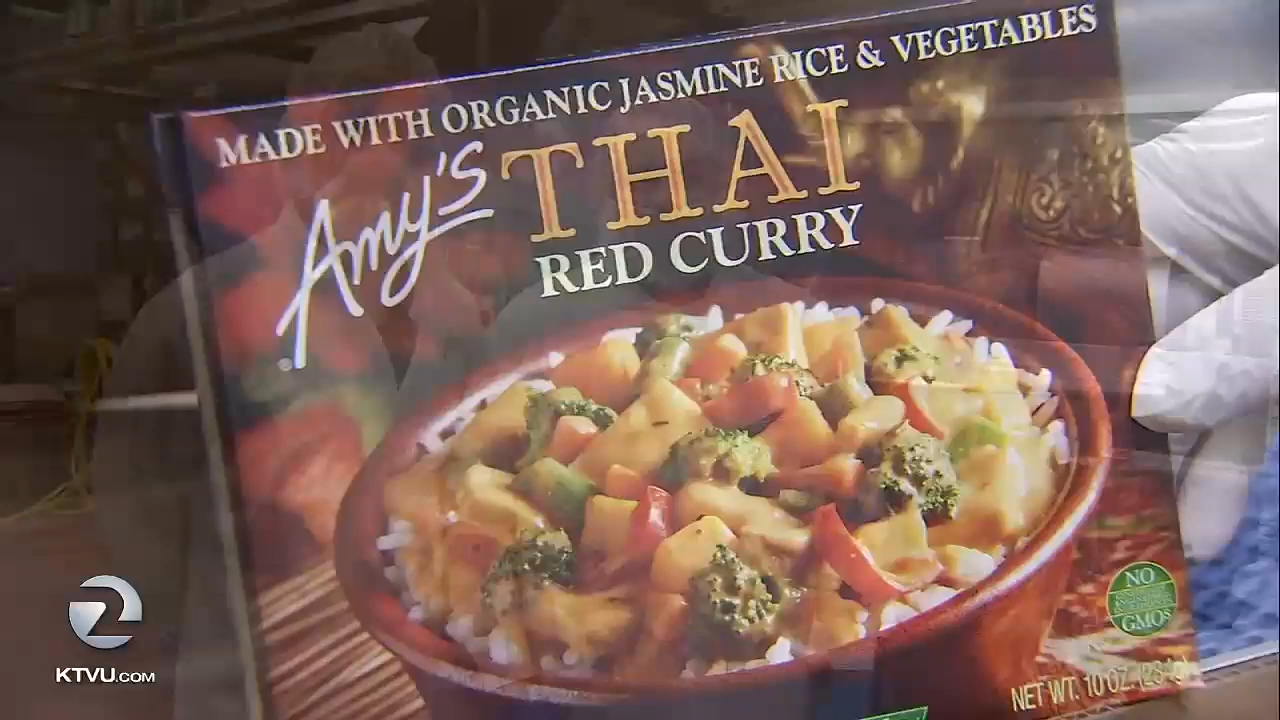 MADE WITH ORGANIC JASMINE RICE & VEGETABLES
Amy's THAI
RED CURRY
NO
GMOs
NET WT. 10 OZ.
2
KTVU.COM